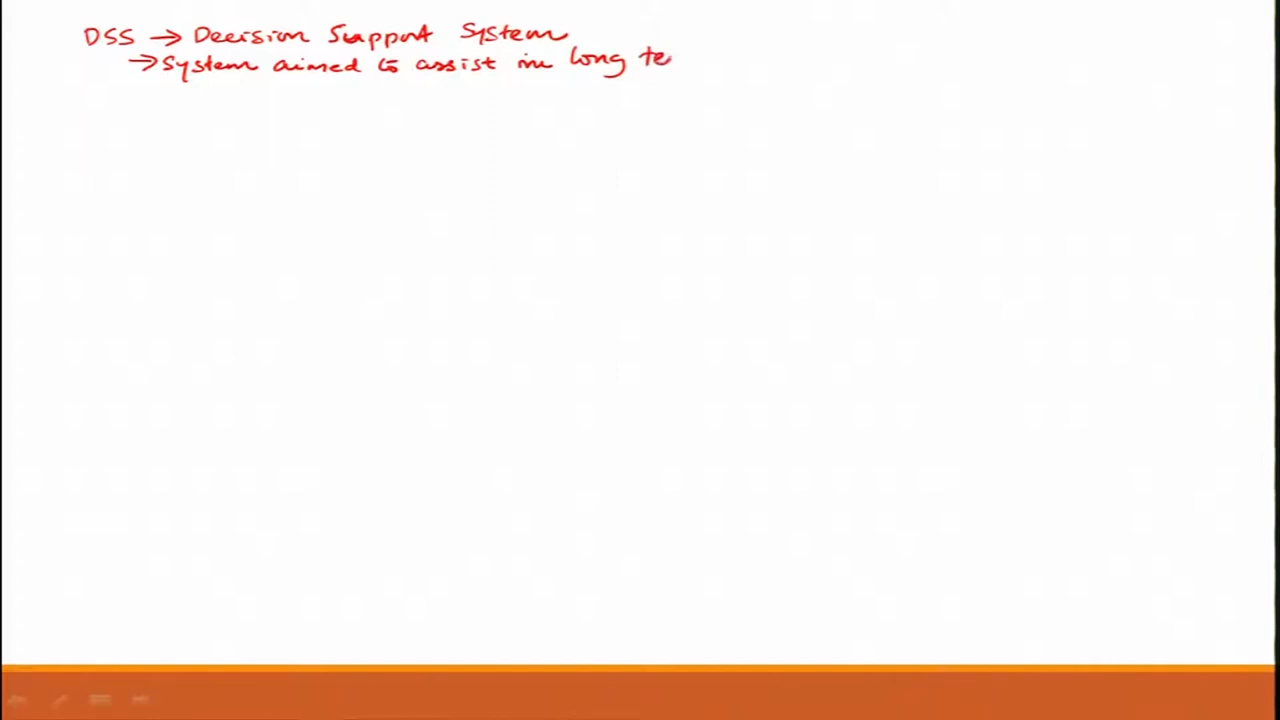 DSS → Decision Support System
→ System aimed to assist in long te